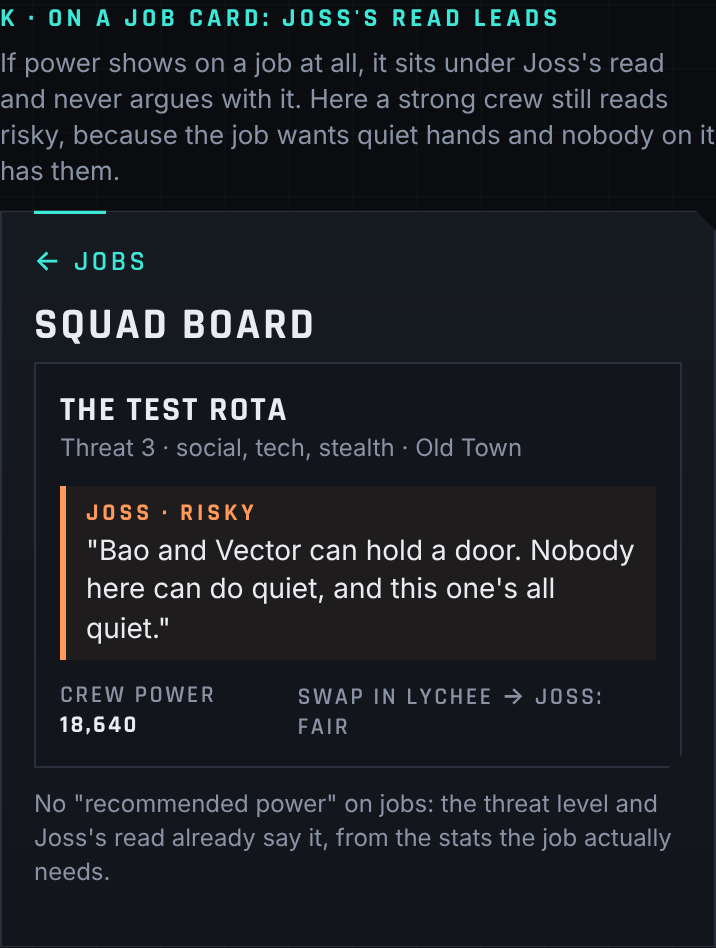 K · ON A JOB CARD: JOSS'S READ LEADS
If power shows on a job at all, it sits under Joss's read
and never argues with it. Here a strong crew still reads
risky, because the job wants quiet hands and nobody on it
has them.
← JOBS
SQUAD BOARD
THE TEST ROTA
Threat 3 · social, tech, stealth · Old Town
JOSS · RISKY
"Bao and Vector can hold a door. Nobody
here can do quiet, and this one's all
quiet."
CREW POWER
18,640
SWAP IN LYCHEE → JOSS:
FAIR
No "recommended power" on jobs: the threat level and
Joss's read already say it, from the stats the job actually
needs.